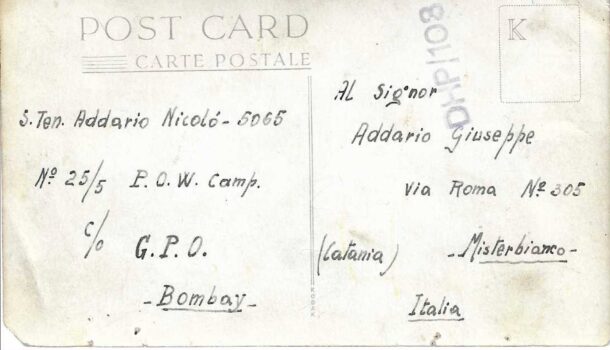 POST CARD
CARTE POSTALE
K
DHP/108
S. Ten. Addario Nicoló - 5065
Nº 25/5 P.O.W. Camp.
c/o G.P.O.
- Bombay -
Al Signor
Addario Giuseppe
Via Roma Nº 305
(Catania) - Misterbianco -
Italia